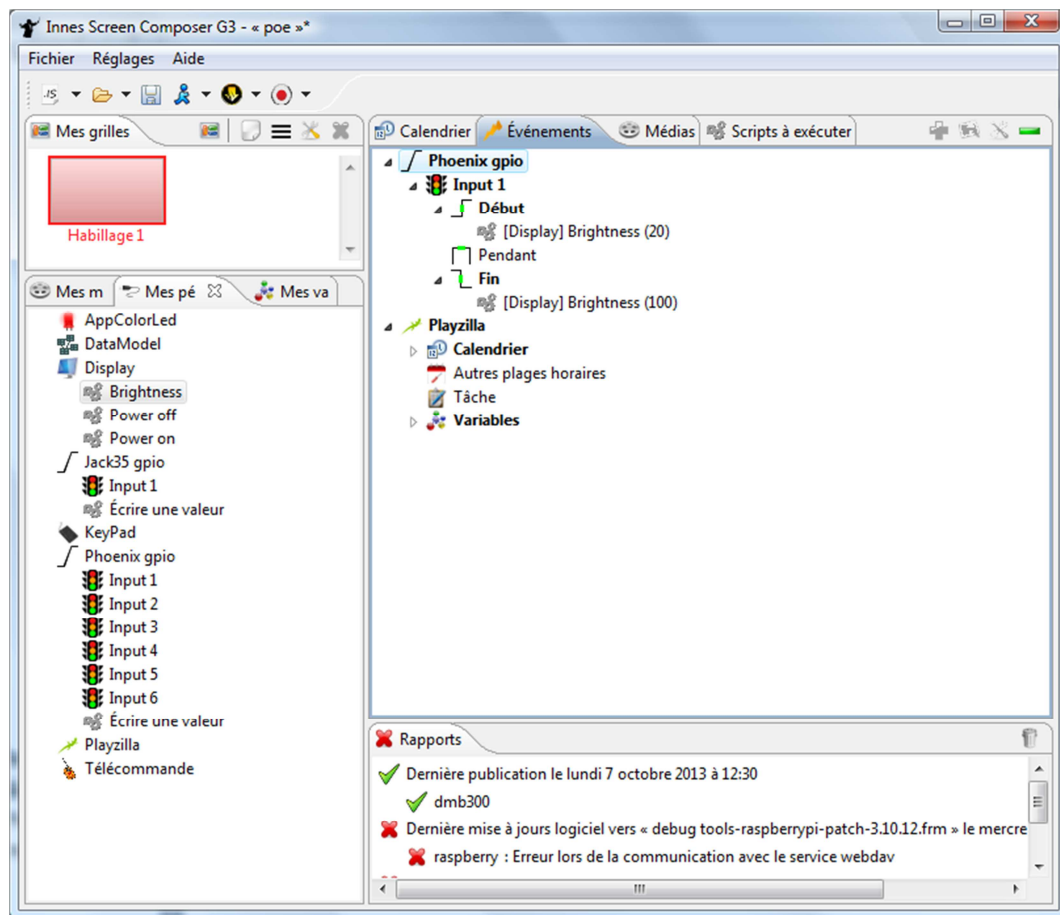 Innes Screen Composer G3 - « poe »*
Fichier Réglages Aide
JS
Mes grilles
Habillage 1
Mes m Mes pé Mes va
AppColorLed
DataModel
Display
Brightness
Power off
Power on
Jack35 gpio
Input 1
Écrire une valeur
KeyPad
Phoenix gpio
Input 1
Input 2
Input 3
Input 4
Input 5
Input 6
Écrire une valeur
Playzilla
Télécommande
Calendrier Événements Médias Scripts à exécuter
Phoenix gpio
Input 1
Début
[Display] Brightness (20)
Pendant
Fin
[Display] Brightness (100)
Playzilla
Calendrier
Autres plages horaires
Tâche
Variables
Rapports
Dernière publication le lundi 7 octobre 2013 à 12:30
dmb300
Dernière mise à jours logiciel vers « debug tools-raspberrypi-patch-3.10.12.frm » le mercre
raspberry : Erreur lors de la communication avec le service webdav